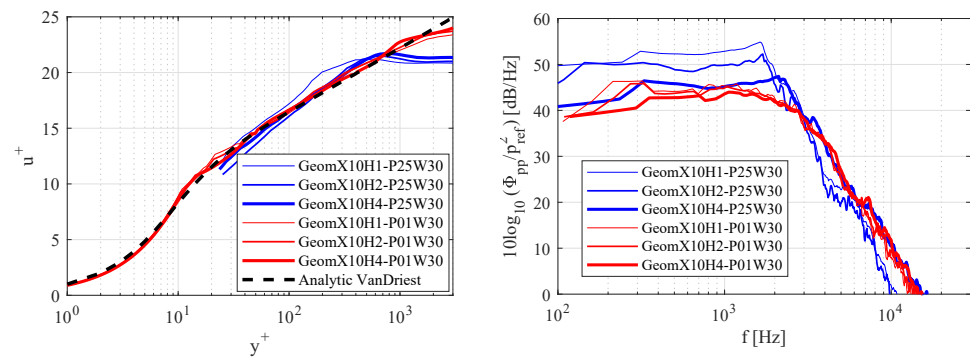 25
20
15
10
5
0
u+
10^0
10^1
10^2
10^3
y+
GeomX10H1-P25W30
GeomX10H2-P25W30
GeomX10H4-P25W30
GeomX10H1-P01W30
GeomX10H2-P01W30
GeomX10H4-P01W30
Analytic VanDriest
60
50
40
30
20
10
0
10log10 (Φpp/p²ref) [dB/Hz]
10^2
10^3
10^4
f [Hz]
GeomX10H1-P25W30
GeomX10H2-P25W30
GeomX10H4-P25W30
GeomX10H1-P01W30
GeomX10H2-P01W30
GeomX10H4-P01W30